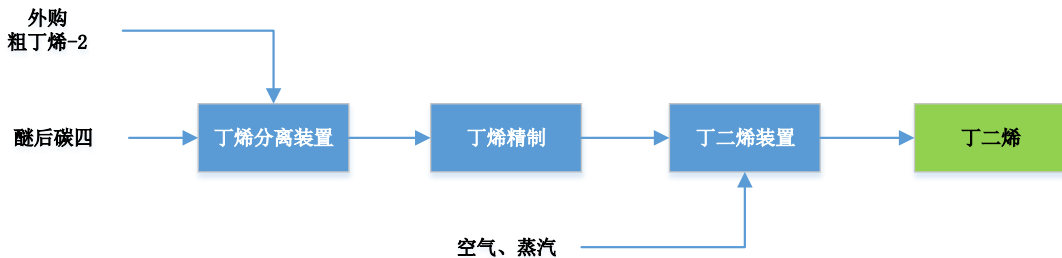 外购
粗丁烯-2
醚后碳四
丁烯分离装置
丁烯精制
丁二烯装置
丁二烯
空气、蒸汽